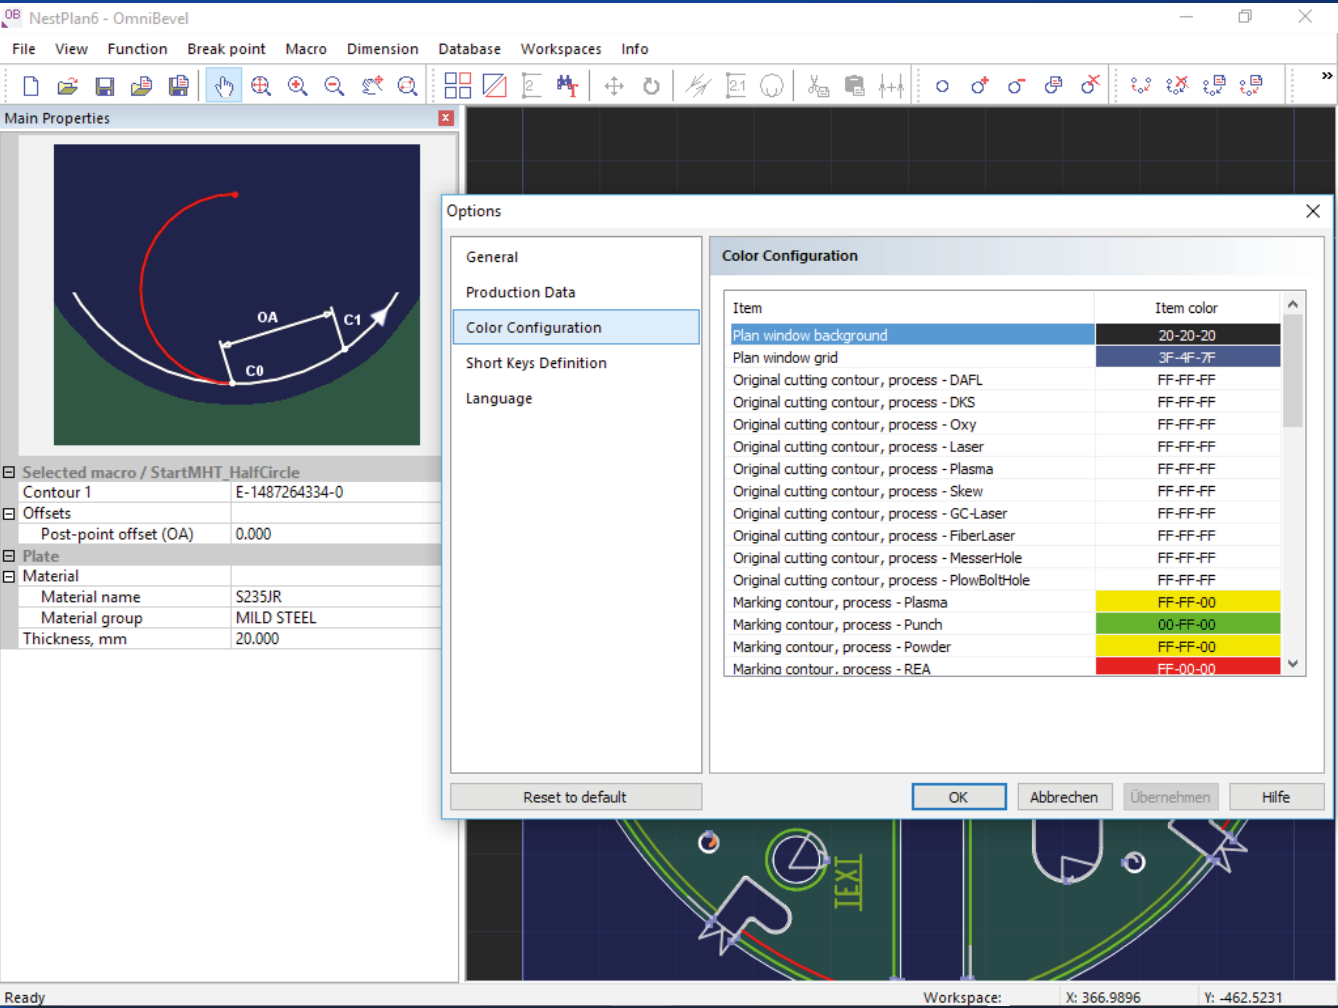 OB NestPlan6 - OmniBevel
File View Function Break point Macro Dimension Database Workspaces Info
2 T 2.1 »
Main Properties
OA C1
C0
Selected macro / StartMHT_HalfCircle
Contour 1 E-1487264334-0
Offsets
Post-point offset (OA) 0.000
Plate
Material
Material name S235JR
Material group MILD STEEL
Thickness, mm 20.000
Options
General
Production Data
Color Configuration
Short Keys Definition
Language
Color Configuration
Item Item color
Plan window background 20-20-20
Plan window grid 3F-4F-7F
Original cutting contour, process - DAFL FF-FF-FF
Original cutting contour, process - DKS FF-FF-FF
Original cutting contour, process - Oxy FF-FF-FF
Original cutting contour, process - Laser FF-FF-FF
Original cutting contour, process - Plasma FF-FF-FF
Original cutting contour, process - Skew FF-FF-FF
Original cutting contour, process - GC-Laser FF-FF-FF
Original cutting contour, process - FiberLaser FF-FF-FF
Original cutting contour, process - MesserHole FF-FF-FF
Original cutting contour, process - PlowBoltHole FF-FF-FF
Marking contour, process - Plasma FF-FF-00
Marking contour, process - Punch 00-FF-00
Marking contour, process - Powder FF-FF-00
Marking contour, process - REA FF-00-00
Reset to default OK Abbrechen Übernehmen Hilfe
TEXT
Ready Workspace: X: 366.9896 Y: -462.5231